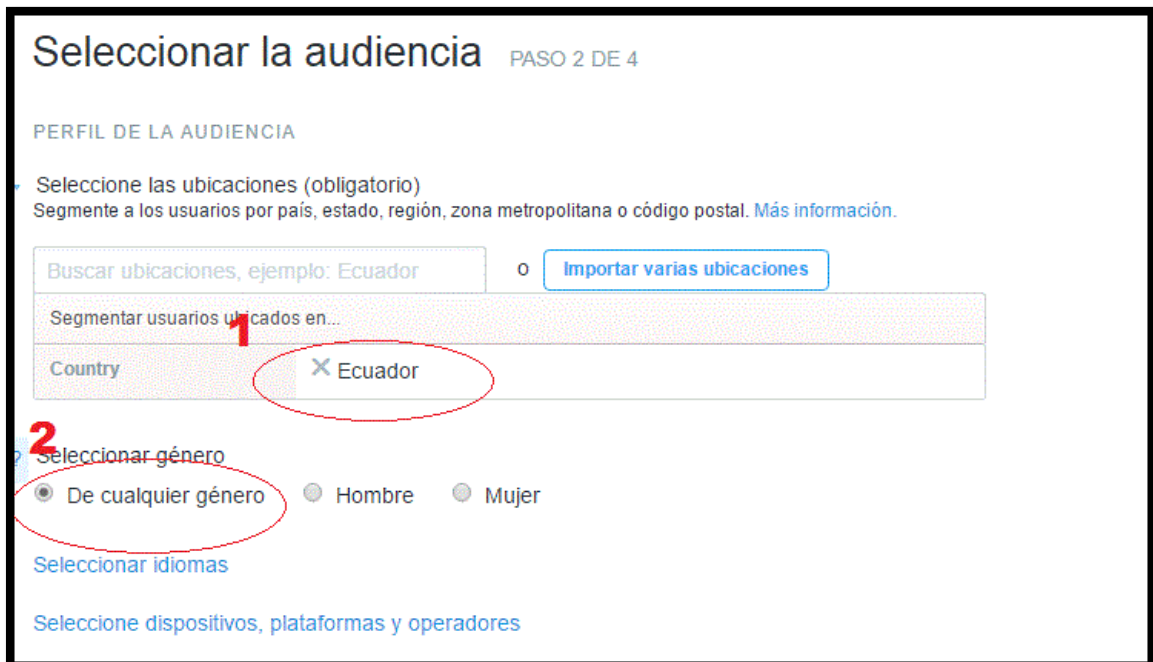 Seleccionar la audiencia PASO 2 DE 4
PERFIL DE LA AUDIENCIA
Seleccione las ubicaciones (obligatorio)
Segmente a los usuarios por país, estado, región, zona metropolitana o código postal. Más información.
Buscar ubicaciones, ejemplo: Ecuador o Importar varias ubicaciones
Segmentar usuarios ubicados en...
1
Country Ecuador
2
? Seleccionar género
De cualquier género Hombre Mujer
Seleccionar idiomas
Seleccione dispositivos, plataformas y operadores